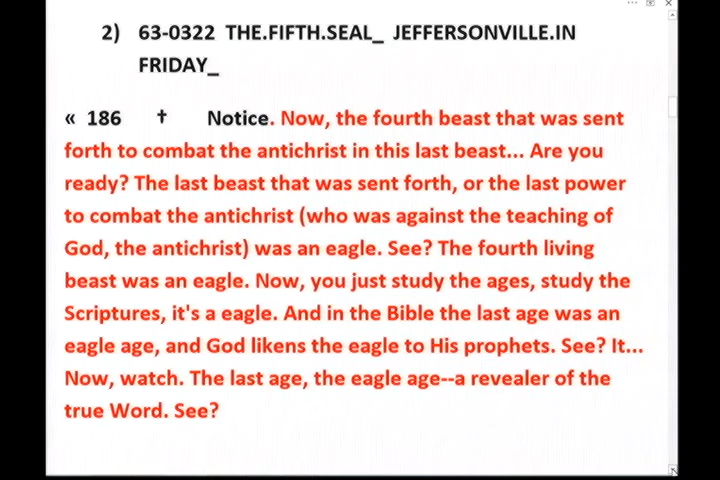 2) 63-0322 THE.FIFTH.SEAL_ JEFFERSONVILLE.IN
FRIDAY_
« 186 ✝ Notice. Now, the fourth beast that was sent
forth to combat the antichrist in this last beast... Are you
ready? The last beast that was sent forth, or the last power
to combat the antichrist (who was against the teaching of
God, the antichrist) was an eagle. See? The fourth living
beast was an eagle. Now, you just study the ages, study the
Scriptures, it's a eagle. And in the Bible the last age was an
eagle age, and God likens the eagle to His prophets. See? It...
Now, watch. The last age, the eagle age--a revealer of the
true Word. See?